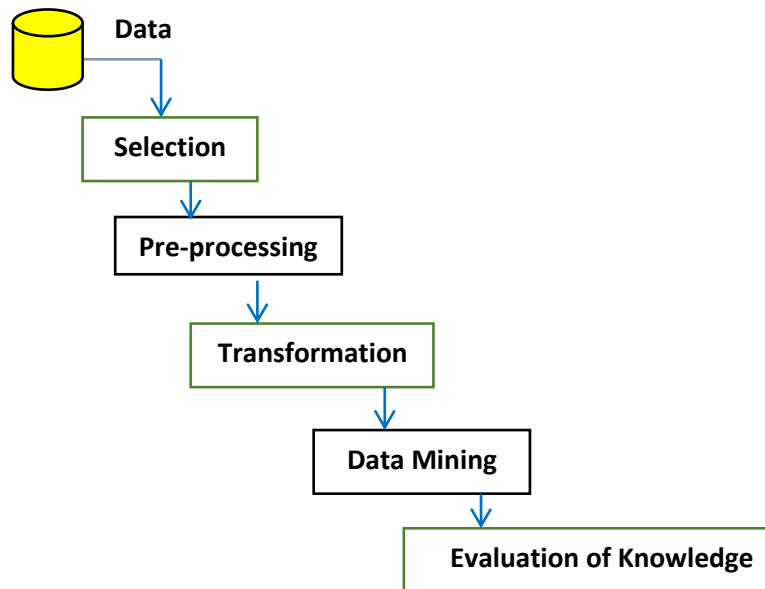 Data
Selection
Pre-processing
Transformation
Data Mining
Evaluation of Knowledge